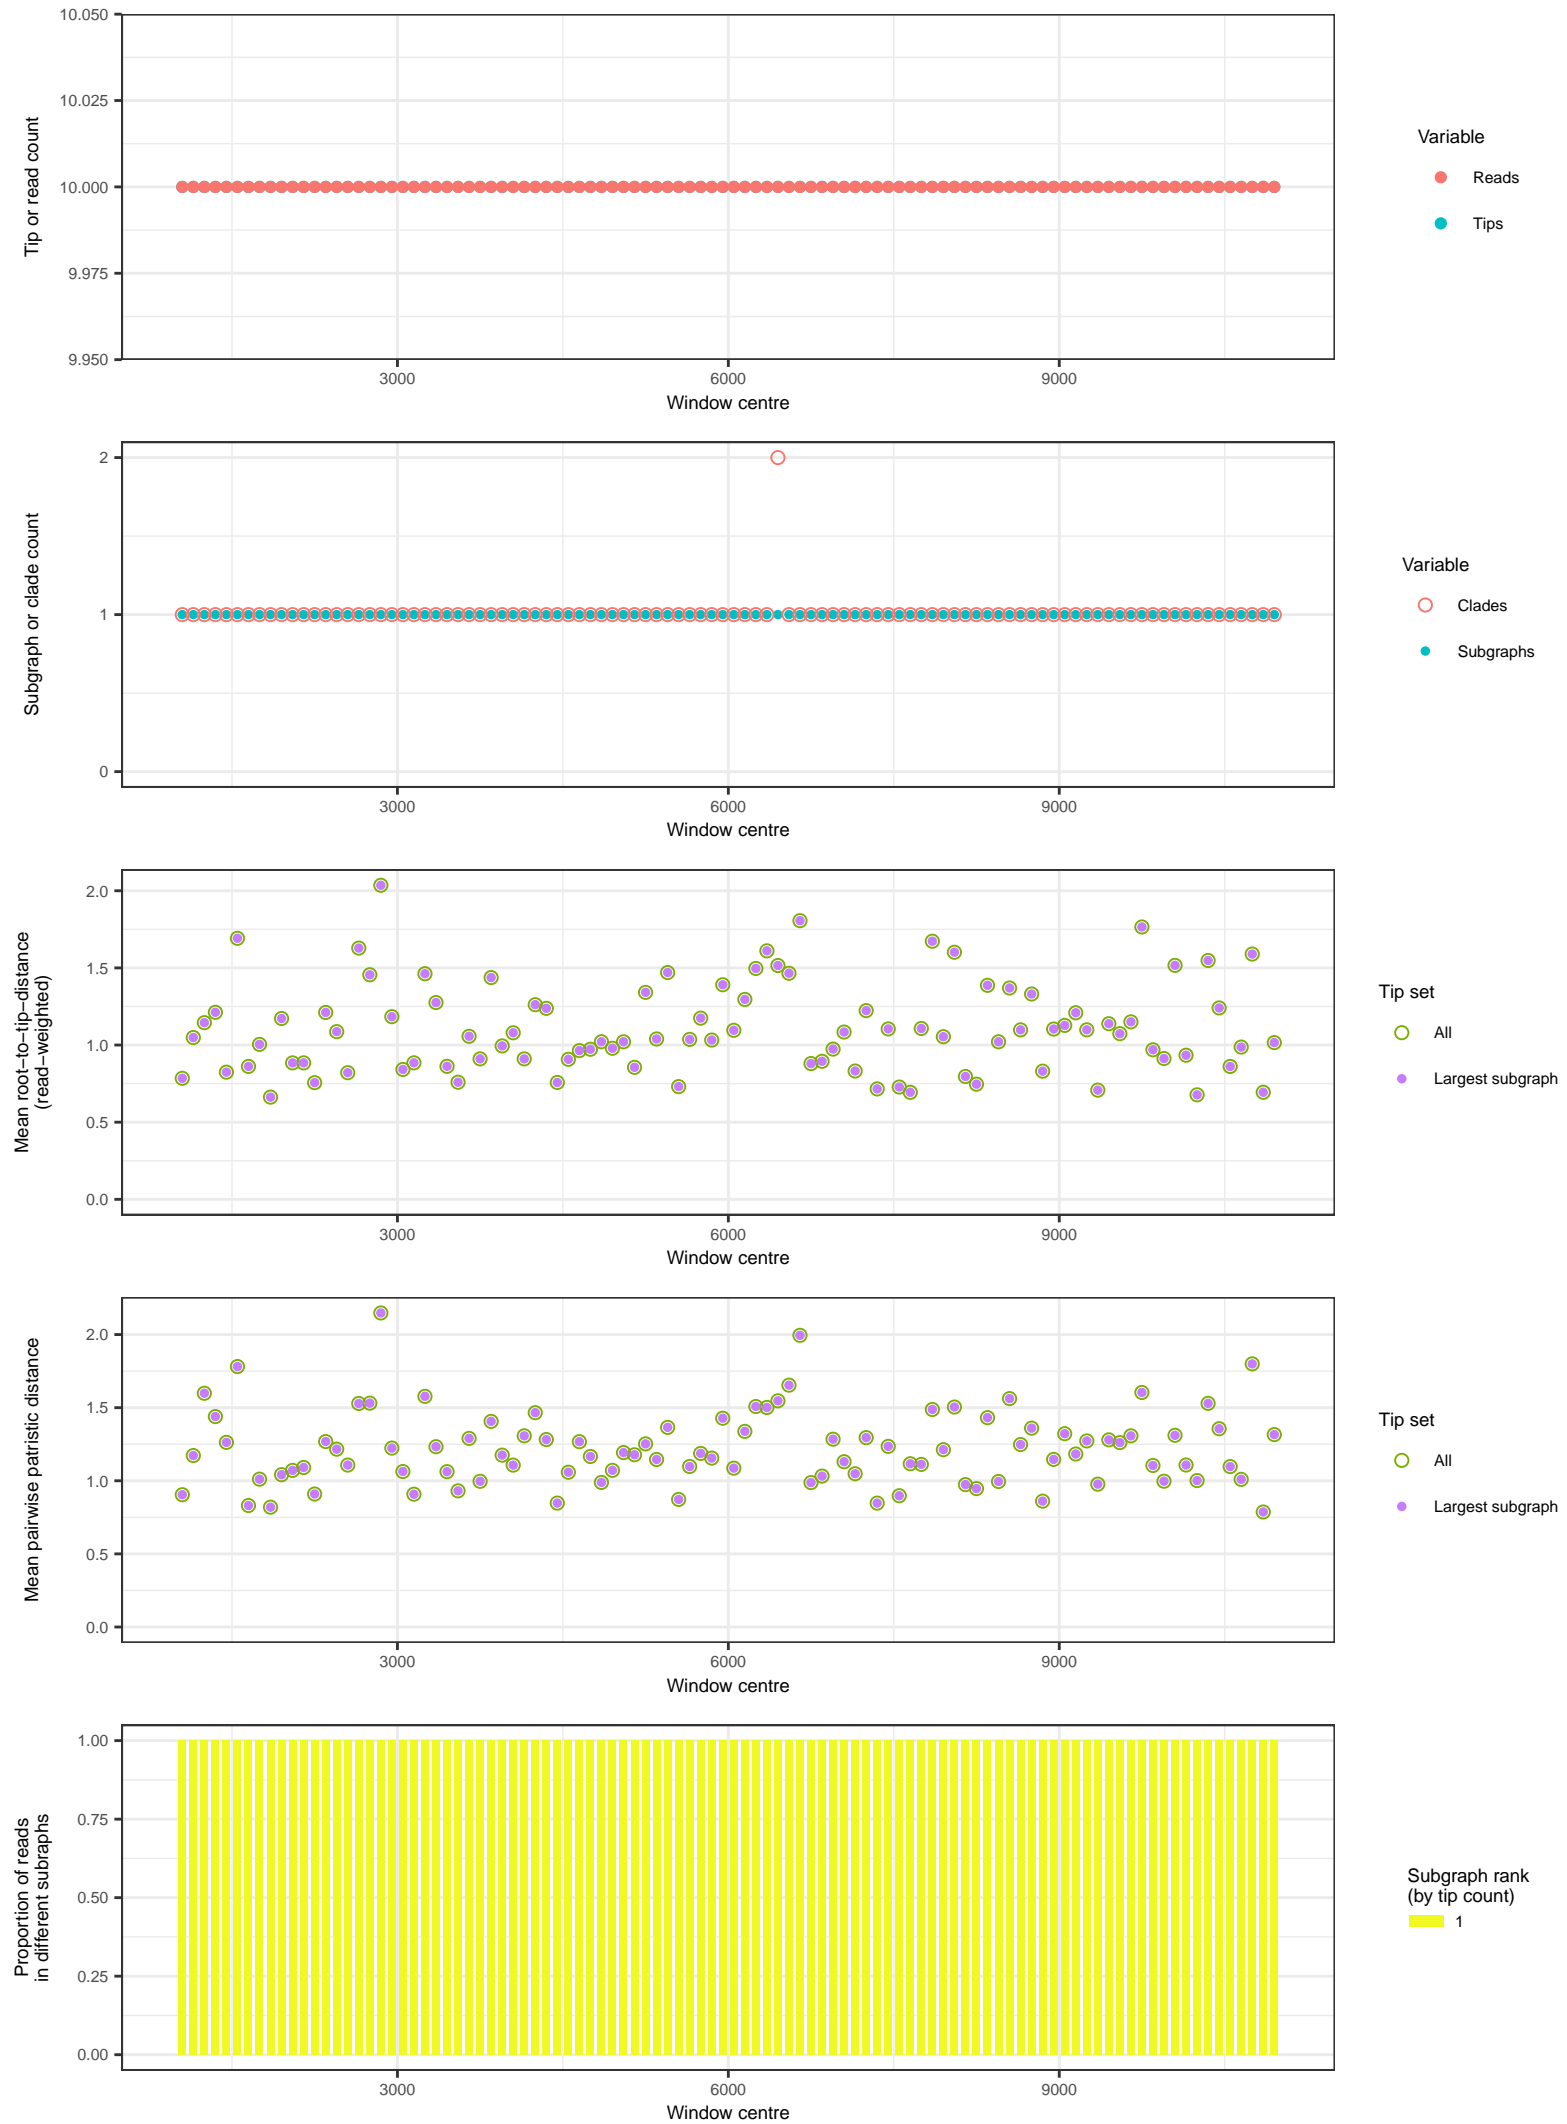 Tip or read count
10.050
10.025
10.000
9.975
9.950
3000
6000
9000
Window centre
Variable
Reads
Tips
Subgraph or clade count
2
1
0
3000
6000
9000
Window centre
Variable
Clades
Subgraphs
Mean root−to−tip−distance
(read−weighted)
2.0
1.5
1.0
0.5
0.0
3000
6000
9000
Window centre
Tip set
All
Largest subgraph
Mean pairwise patristic distance
2.0
1.5
1.0
0.5
0.0
3000
6000
9000
Window centre
Tip set
All
Largest subgraph
Proportion of reads
in different subraphs
1.00
0.75
0.50
0.25
0.00
3000
6000
9000
Window centre
Subgraph rank
(by tip count)
1